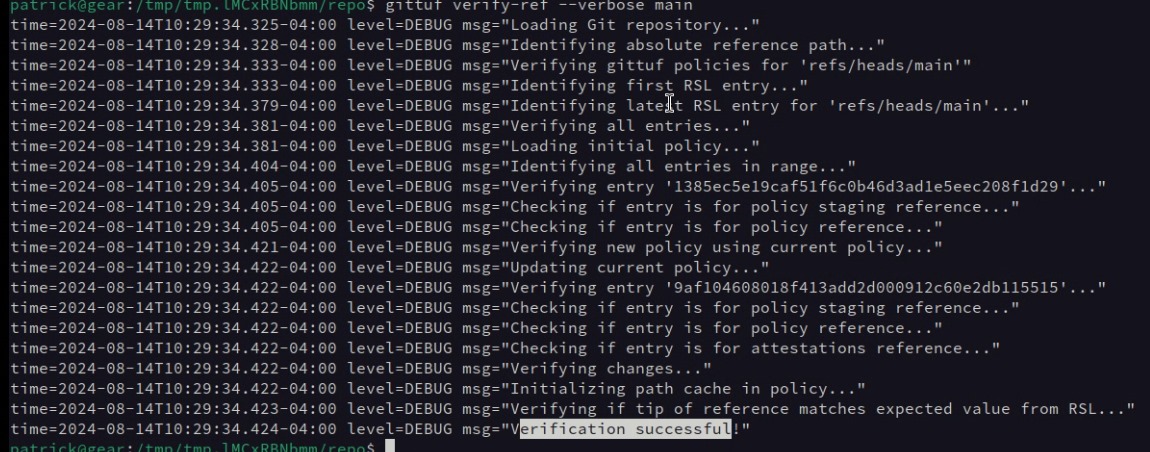 patrick@gear:/tmp/tmp.lMCxRBNbmm/repo$ gittuf verify-ref --verbose main
time=2024-08-14T10:29:34.325-04:00 level=DEBUG msg="Loading Git repository..."
time=2024-08-14T10:29:34.328-04:00 level=DEBUG msg="Identifying absolute reference path..."
time=2024-08-14T10:29:34.333-04:00 level=DEBUG msg="Verifying gittuf policies for 'refs/heads/main'"
time=2024-08-14T10:29:34.333-04:00 level=DEBUG msg="Identifying first RSL entry..."
time=2024-08-14T10:29:34.379-04:00 level=DEBUG msg="Identifying latest RSL entry for 'refs/heads/main'..."
time=2024-08-14T10:29:34.381-04:00 level=DEBUG msg="Verifying all entries..."
time=2024-08-14T10:29:34.381-04:00 level=DEBUG msg="Loading initial policy..."
time=2024-08-14T10:29:34.404-04:00 level=DEBUG msg="Identifying all entries in range..."
time=2024-08-14T10:29:34.405-04:00 level=DEBUG msg="Verifying entry '1385ec5e19caf51f6c0b46d3ad1e5eec208f1d29'..."
time=2024-08-14T10:29:34.405-04:00 level=DEBUG msg="Checking if entry is for policy staging reference..."
time=2024-08-14T10:29:34.405-04:00 level=DEBUG msg="Checking if entry is for policy reference..."
time=2024-08-14T10:29:34.421-04:00 level=DEBUG msg="Verifying new policy using current policy..."
time=2024-08-14T10:29:34.422-04:00 level=DEBUG msg="Updating current policy..."
time=2024-08-14T10:29:34.422-04:00 level=DEBUG msg="Verifying entry '9af104608018f413add2d000912c60e2db115515'..."
time=2024-08-14T10:29:34.422-04:00 level=DEBUG msg="Checking if entry is for policy staging reference..."
time=2024-08-14T10:29:34.422-04:00 level=DEBUG msg="Checking if entry is for policy reference..."
time=2024-08-14T10:29:34.422-04:00 level=DEBUG msg="Checking if entry is for attestations reference..."
time=2024-08-14T10:29:34.422-04:00 level=DEBUG msg="Verifying changes..."
time=2024-08-14T10:29:34.422-04:00 level=DEBUG msg="Initializing path cache in policy..."
time=2024-08-14T10:29:34.423-04:00 level=DEBUG msg="Verifying if tip of reference matches expected value from RSL..."
time=2024-08-14T10:29:34.424-04:00 level=DEBUG msg="Verification successful!"
patrick@gear:/tmp/tmp.lMCxRBNbmm/repo$